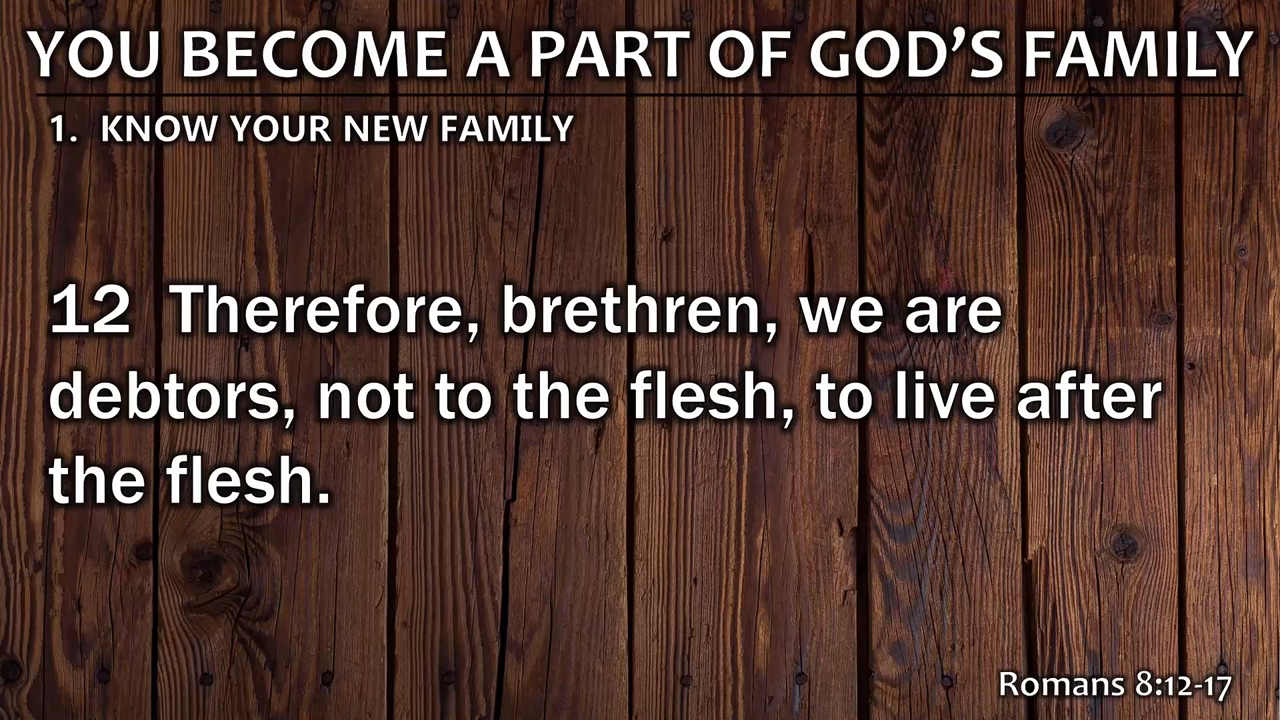 YOU BECOME A PART OF GOD’S FAMILY
1. KNOW YOUR NEW FAMILY
12 Therefore, brethren, we are
debtors, not to the flesh, to live after
the flesh.
Romans 8:12-17